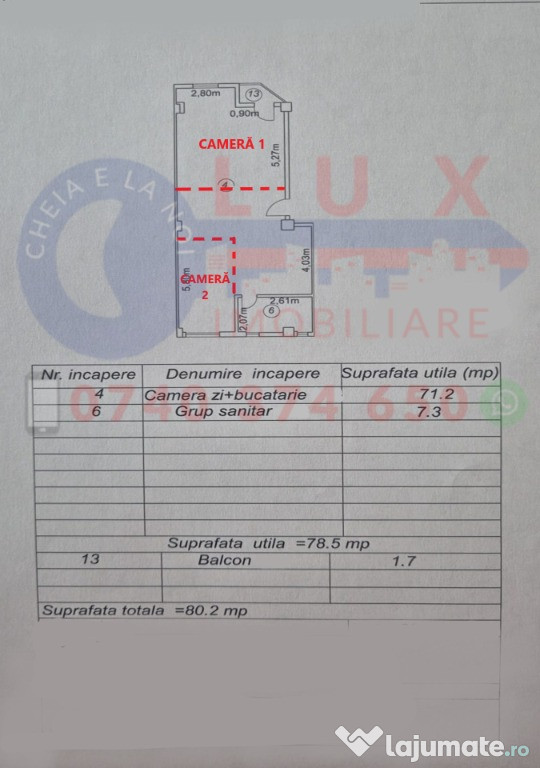 2,80m
13
0,90m
CAMERĂ 1
5,27m
4
CHEIA E LA NOI
LUX
4,03m
CAMERĂ
2
2,61m
2,07m
6
IMOBILIARE
Nr. incapere Denumire incapere Suprafata utila (mp)
4 Camera zi+bucatarie 71.2
6 Grup sanitar 7.3
0740 274 650
Suprafata utila =78.5 mp
13 Balcon 1.7
Suprafata totala =80.2 mp
Lajumate.ro